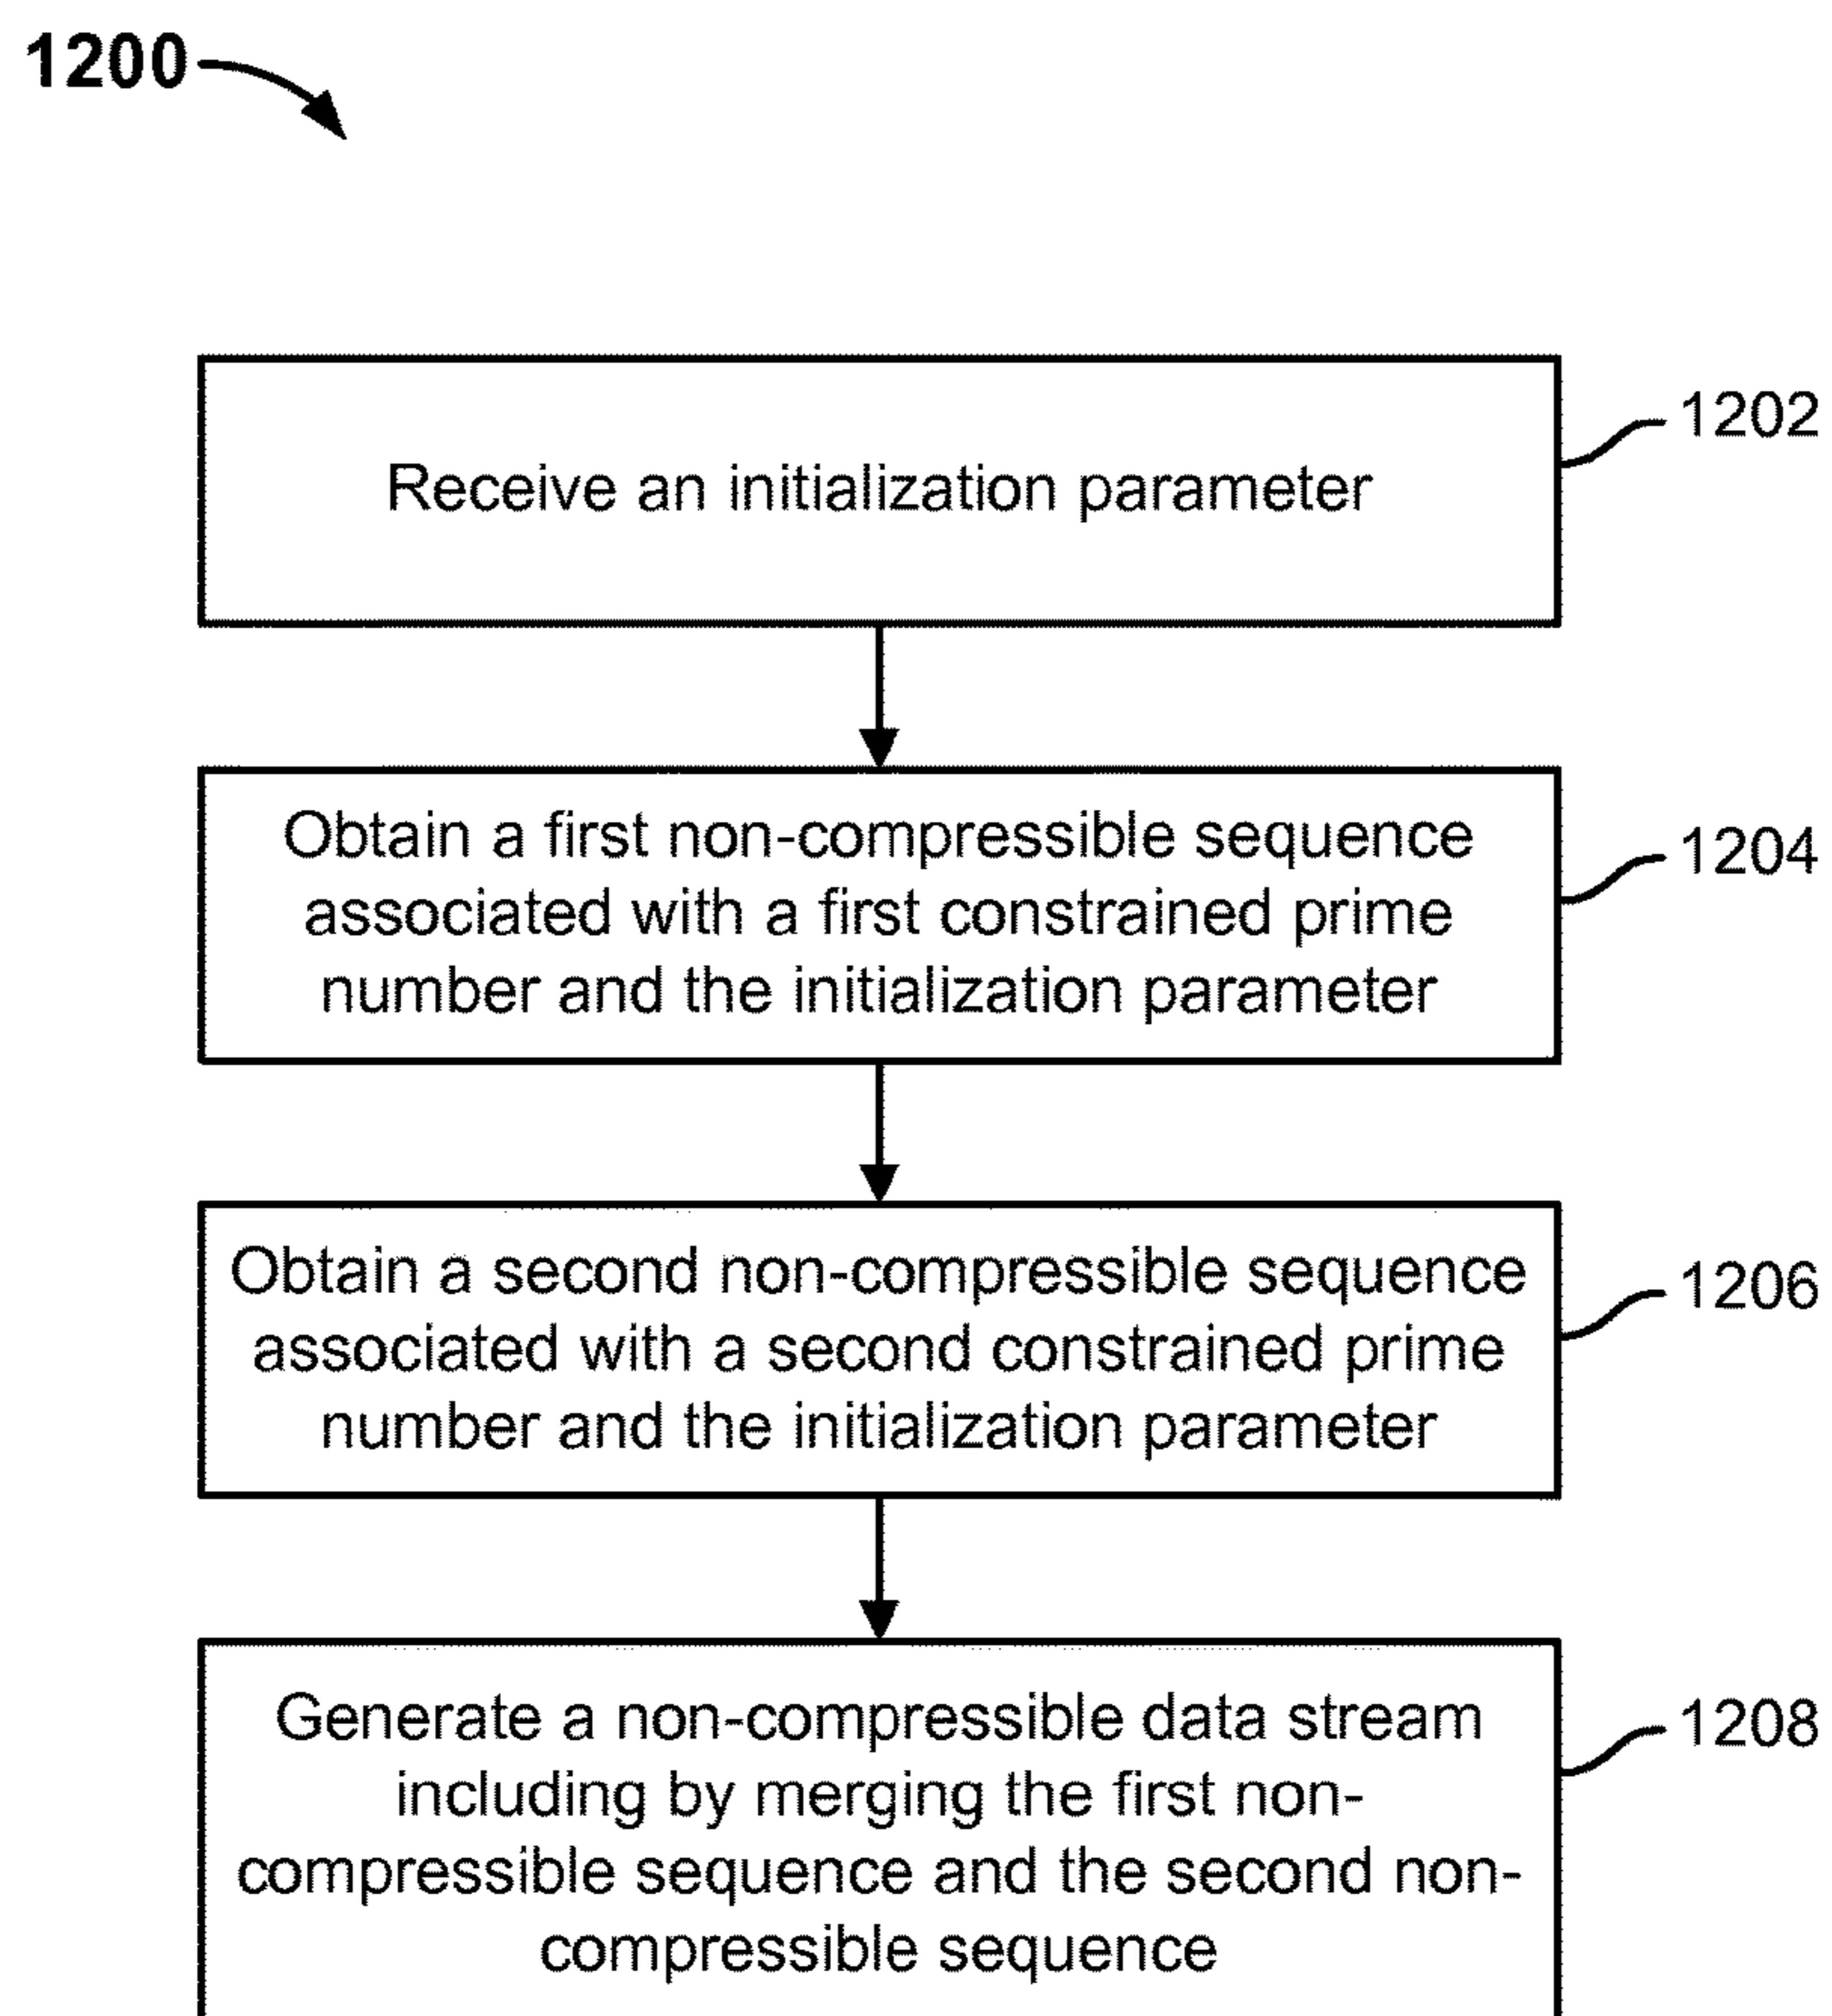 1200
Receive an initialization parameter
1202
Obtain a first non-compressible sequence
associated with a first constrained prime
number and the initialization parameter
1204
Obtain a second non-compressible sequence
associated with a second constrained prime
number and the initialization parameter
1206
Generate a non-compressible data stream
including by merging the first non-
compressible sequence and the second non-
compressible sequence
1208